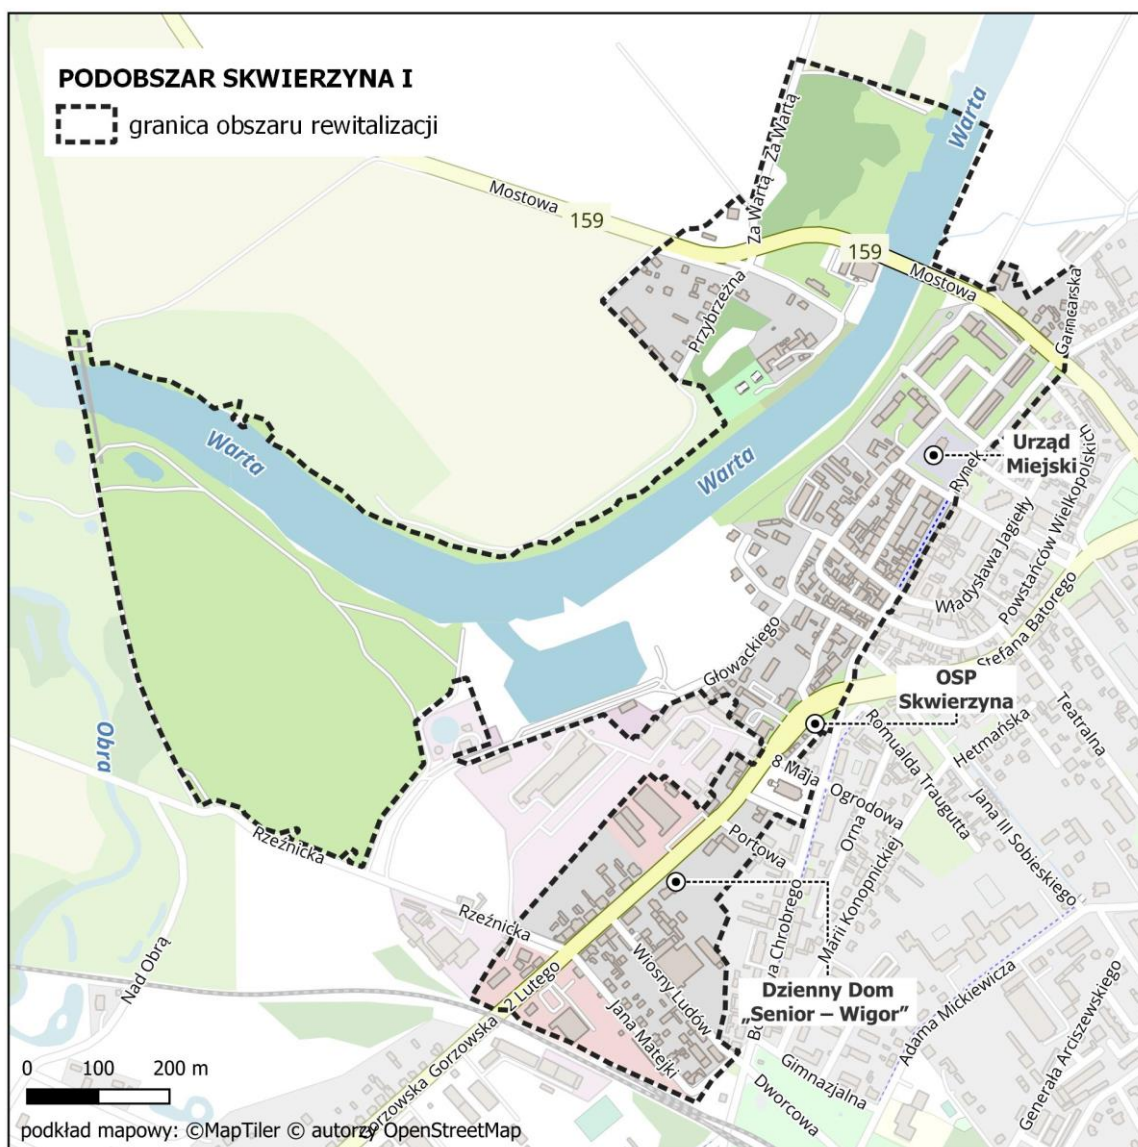 PODOBSZAR SKWIERZYNA I
granica obszaru rewitalizacji
Warta
Za Wartą
Za Wartą
Mostowa
159
159
Mostowa
Garncarska
Przybrzeżna
Warta
Warta
Urząd
Miejski
Rynek
Władysława Jagiełły
Powstańców Wielkopolskich
Stefana Batorego
Głowackiego
OSP
Skwierzyna
Teatralna
Hetmańska
Romualda Traugutta
Jana III Sobieskiego
8 Maja
Ogrodowa
Orna
Portowa
Marii Konopnickiej
Obra
Rzeźnicka
Rzeźnicka
Nad Obrą
2 Lutego
Wiosny Ludów
Jana Matejki
Dzienny Dom
„Senior – Wigor”
Chrobrego
Adama Mickiewicza
Generała Arciszewskiego
Gimnazjalna
Dworcowa
Gorzowska
Gorzowska
0 100 200 m
podkład mapowy: ©MapTiler © autorzy OpenStreetMap